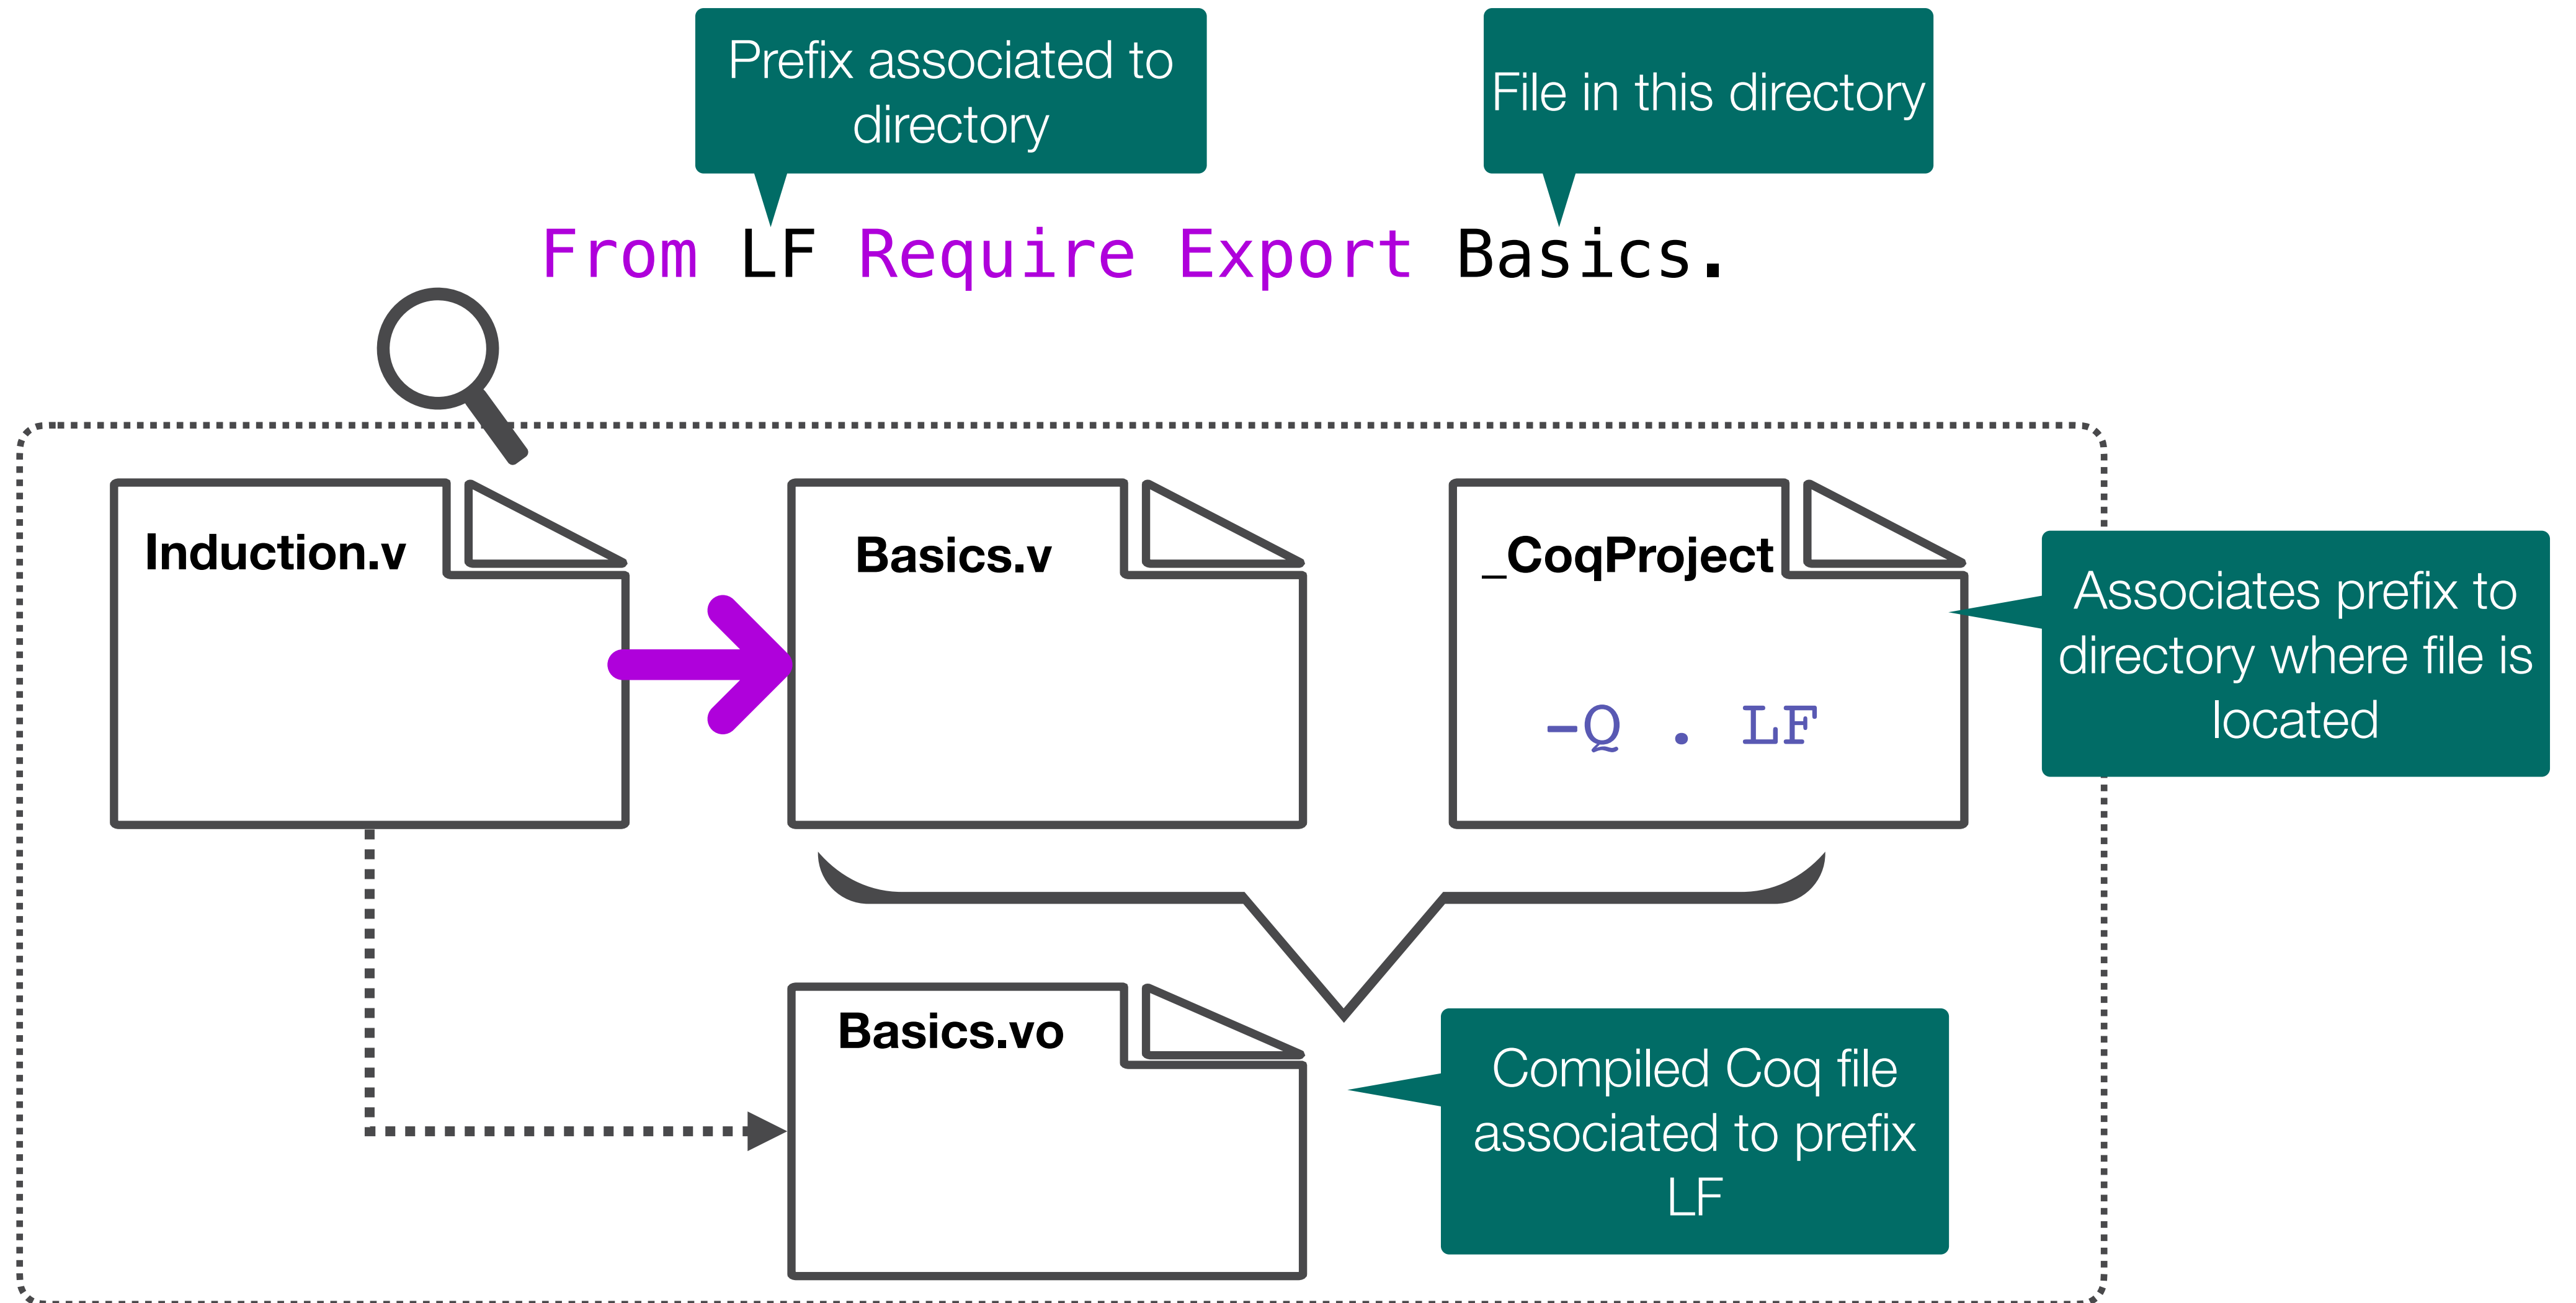 Prefix associated to
directory
File in this directory
From LF Require Export Basics.
Induction.v
Basics.v
_CoqProject
-Q . LF
Associates prefix to
directory where file is
located
Basics.vo
Compiled Coq file
associated to prefix
LF